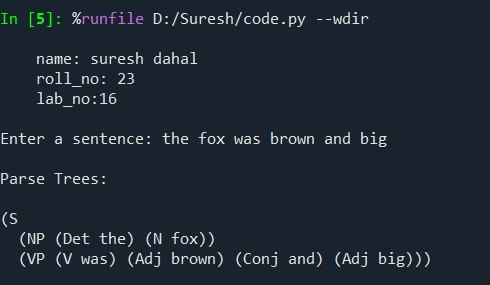 In [5]: %runfile D:/Suresh/code.py --wdir
name: suresh dahal
roll_no: 23
lab_no:16
Enter a sentence: the fox was brown and big
Parse Trees:
(S
(NP (Det the) (N fox))
(VP (V was) (Adj brown) (Conj and) (Adj big)))